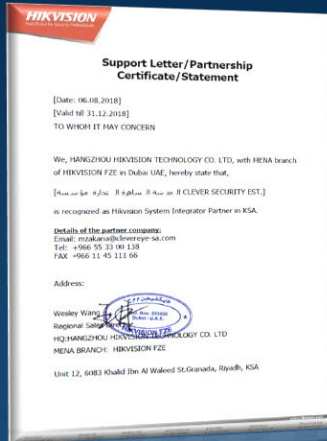 HIKVISION
Support Letter/Partnership
Certificate/Statement
[Date: 06.08.2018]
[Valid till 31.12.2018]
TO WHOM IT MAY CONCERN
We, HANGZHOU HIKVISION TECHNOLOGY CO. LTD, with MENA branch
of HIKVISION FZE in Dubai UAE, hereby state that,
CLEVER SECURITY EST.]
is recognized as Hikvision System Integrator Partner in KSA.
Details of the partner company:
Email: mzakana@clevereye-sa.com
Tel: +966 55 33 00 138
FAX +966 11 45 111 66
Address:
Wesley Wang
Regional Sales Director
HQ:HANGZHOU HIKVISION TECHNOLOGY CO. LTD
MENA BRANCH: HIKVISION FZE
Unit 12, 6083 Khalid Ibn Al Waleed St.Granada, Riyadh, KSA